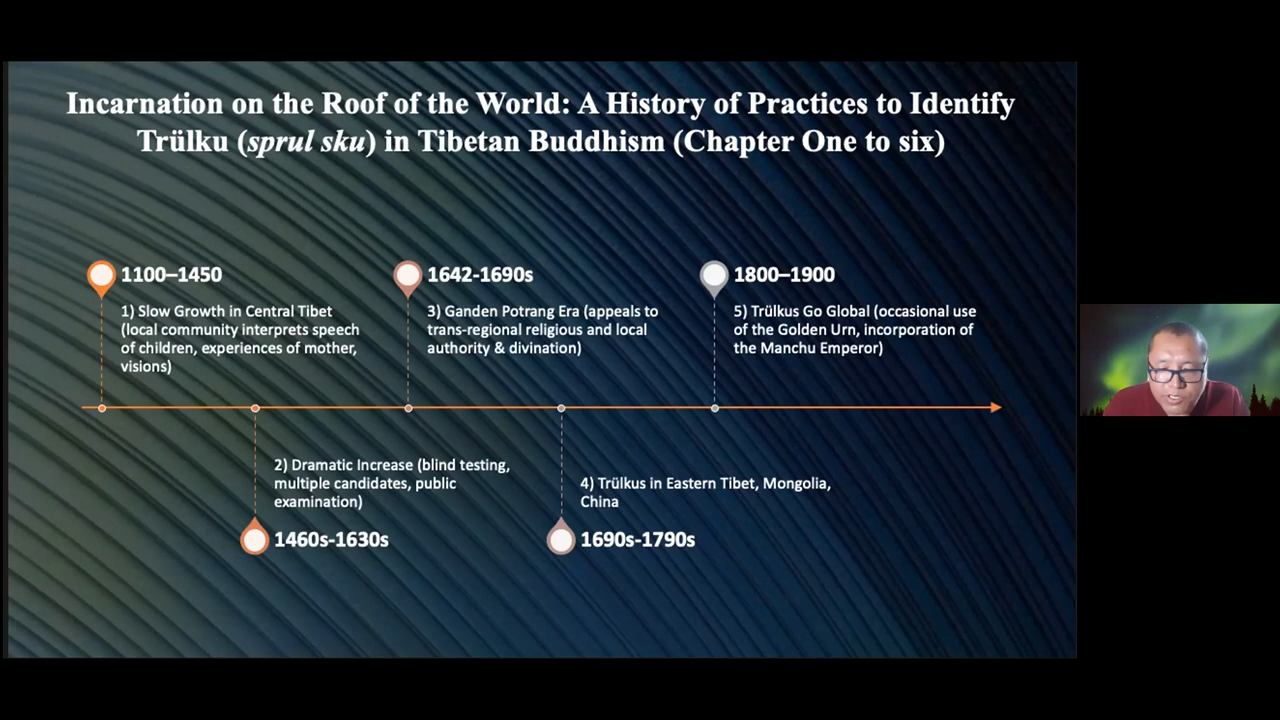 Incarnation on the Roof of the World: A History of Practices to Identify
Trülku (sprul sku) in Tibetan Buddhism (Chapter One to six)
1100–1450
1) Slow Growth in Central Tibet
(local community interprets speech
of children, experiences of mother,
visions)
2) Dramatic Increase (blind testing,
multiple candidates, public
examination)
1460s-1630s
1642-1690s
3) Ganden Potrang Era (appeals to
trans-regional religious and local
authority & divination)
4) Trülkus in Eastern Tibet, Mongolia,
China
1690s-1790s
1800–1900
5) Trülkus Go Global (occasional use
of the Golden Urn, incorporation of
the Manchu Emperor)